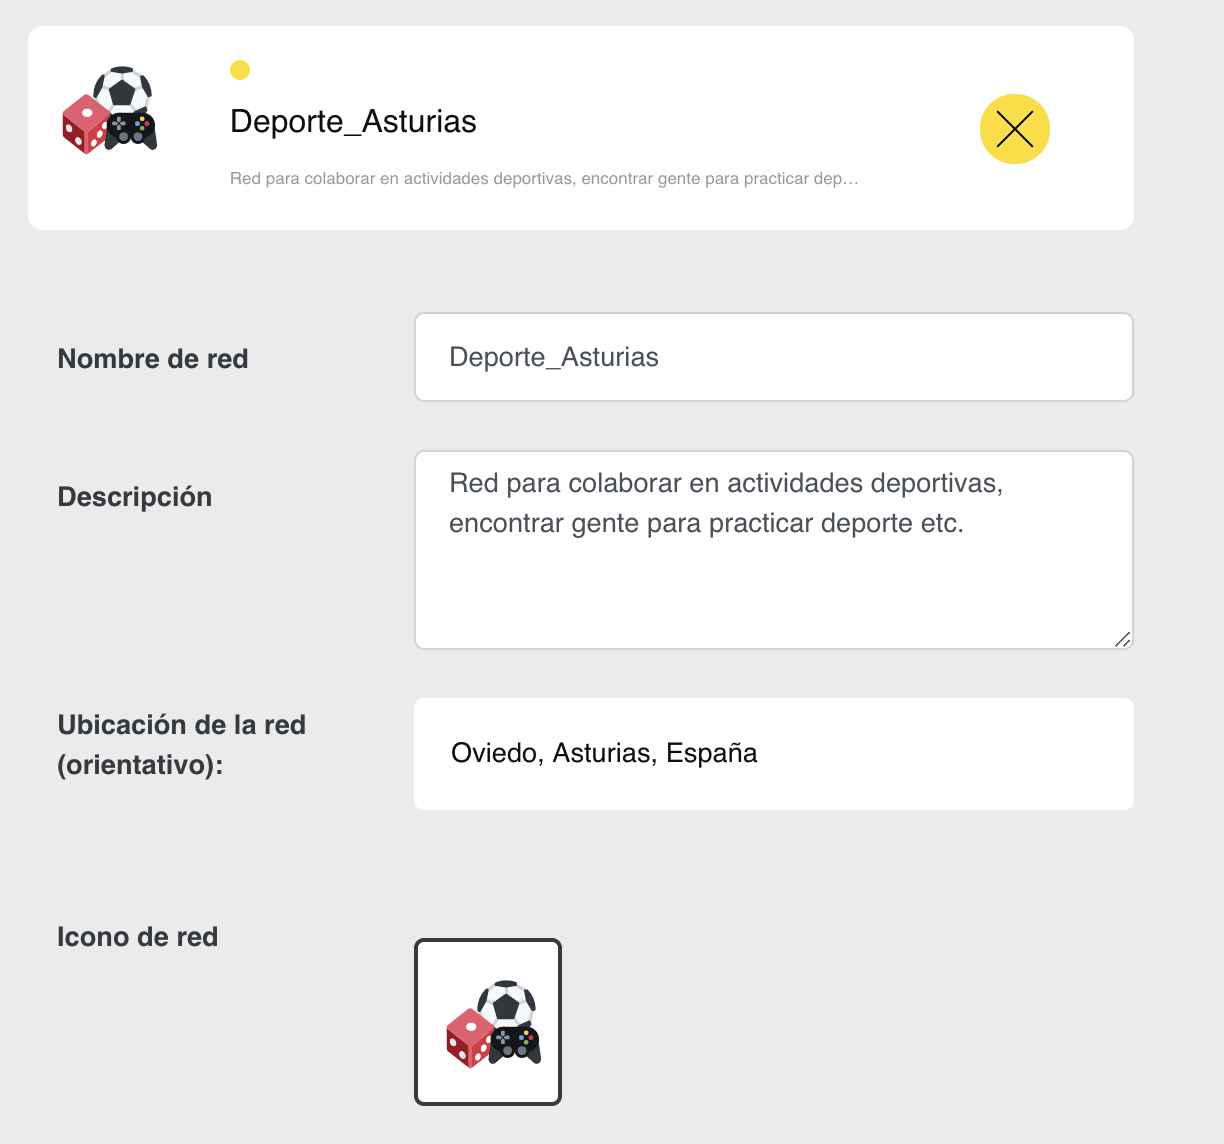 Deporte_Asturias
Red para colaborar en actividades deportivas, encontrar gente para practicar dep…
Nombre de red
Deporte_Asturias
Descripción
Red para colaborar en actividades deportivas,
encontrar gente para practicar deporte etc.
Ubicación de la red
(orientativo):
Oviedo, Asturias, España
Icono de red